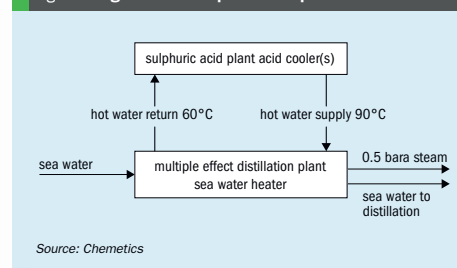 sulphuric acid plant acid cooler(s)
hot water return 60°C
hot water supply 90°C
sea water
multiple effect distillation plant
sea water heater
0.5 bara steam
sea water to
distillation
Source: Chemetics